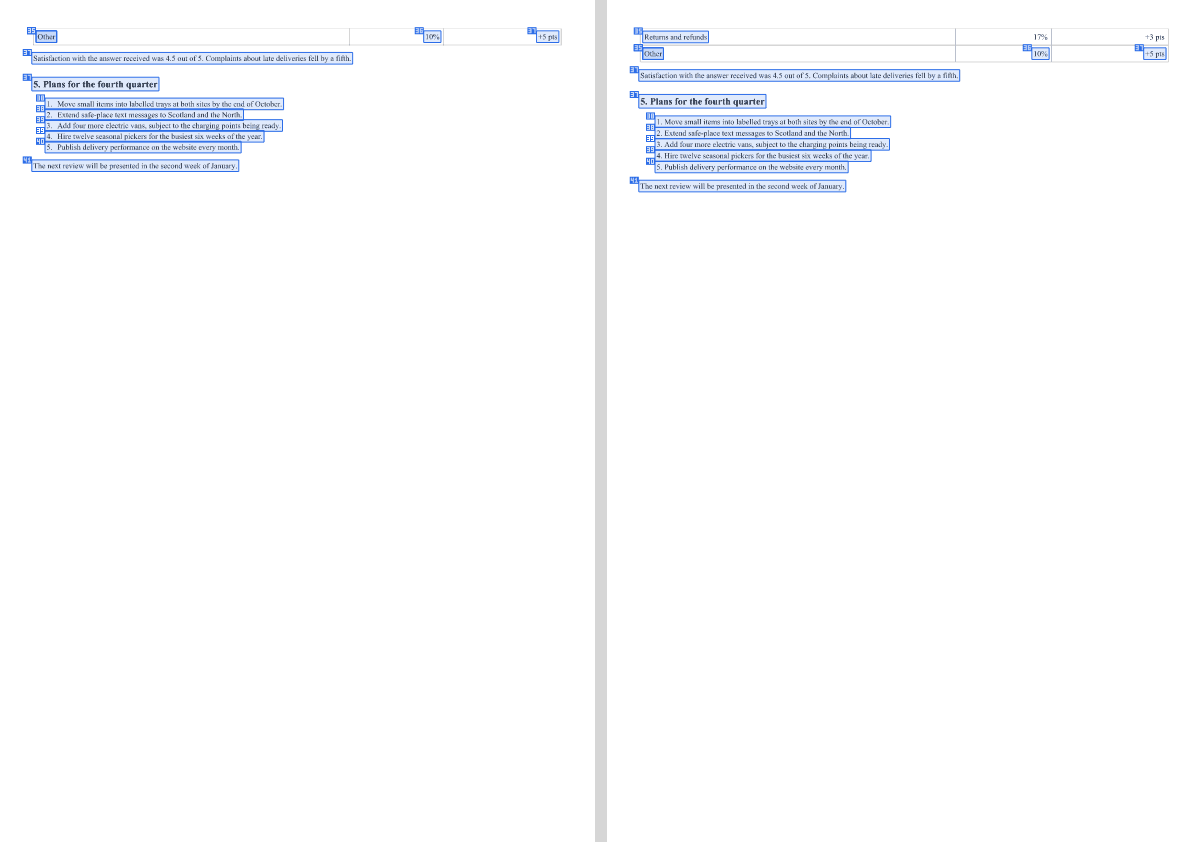 Other 10% +5 pts
Satisfaction with the answer received was 4.5 out of 5. Complaints about late deliveries fell by a fifth.
5. Plans for the fourth quarter
1. Move small items into labelled trays at both sites by the end of October.
2. Extend safe-place text messages to Scotland and the North.
3. Add four more electric vans, subject to the charging points being ready.
4. Hire twelve seasonal pickers for the busiest six weeks of the year.
5. Publish delivery performance on the website every month.
The next review will be presented in the second week of January.
Returns and refunds 17% +3 pts
Other 10% +5 pts
Satisfaction with the answer received was 4.5 out of 5. Complaints about late deliveries fell by a fifth.
5. Plans for the fourth quarter
1. Move small items into labelled trays at both sites by the end of October.
2. Extend safe-place text messages to Scotland and the North.
3. Add four more electric vans, subject to the charging points being ready.
4. Hire twelve seasonal pickers for the busiest six weeks of the year.
5. Publish delivery performance on the website every month.
The next review will be presented in the second week of January.